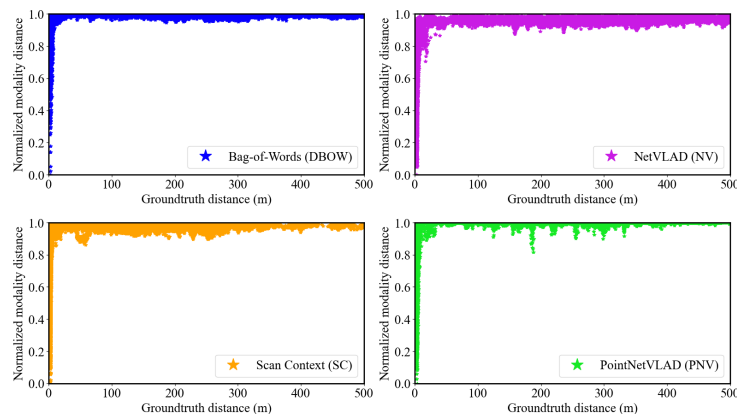 1.0
0.8
0.6
0.4
0.2
0.0
Normalized modality distance
Bag-of-Words (DBOW)
0 100 200 300 400 500
Groundtruth distance (m)
1.0
0.8
0.6
0.4
0.2
0.0
Normalized modality distance
NetVLAD (NV)
0 100 200 300 400 500
Groundtruth distance (m)
1.0
0.8
0.6
0.4
0.2
0.0
Normalized modality distance
Scan Context (SC)
0 100 200 300 400 500
Groundtruth distance (m)
1.0
0.8
0.6
0.4
0.2
0.0
Normalized modality distance
PointNetVLAD (PNV)
0 100 200 300 400 500
Groundtruth distance (m)